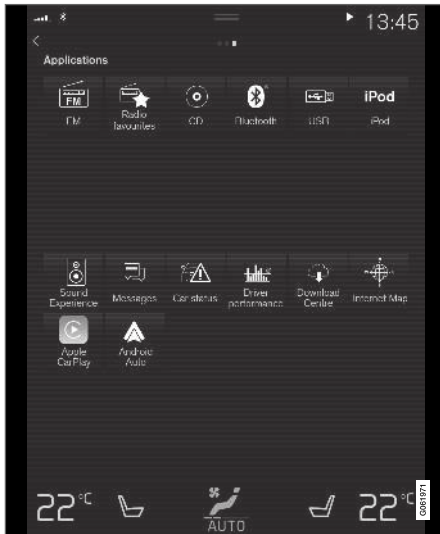 13:45
Applications
FM
iPod
FM
Radio
favourites
CD
Bluetooth
USB
iPod
Sound
Experience
Messages
Car status
Driver
performance
Download
Centre
Internet Map
Apple
CarPlay
Android
Auto
22°C
AUTO
22°C
G061971